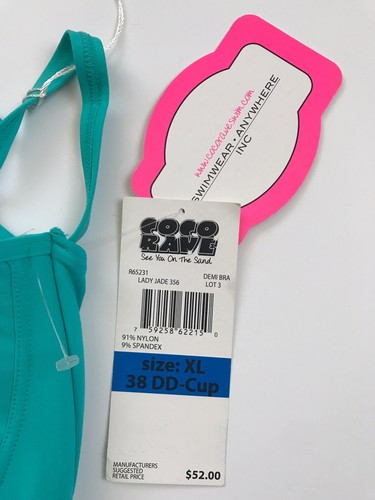 www.cocoraveswim.com
SWIMWEAR • ANYWHERE
INC
COCO
RAVE
See You On The Sand
R65231 DEMI BRA
LADY JADE 356 LOT 3
7 59258 62215 0
91% NYLON
9% SPANDEX
size: XL
38 DD-Cup
MANUFACTURERS
SUGGESTED
RETAIL PRICE $52.00